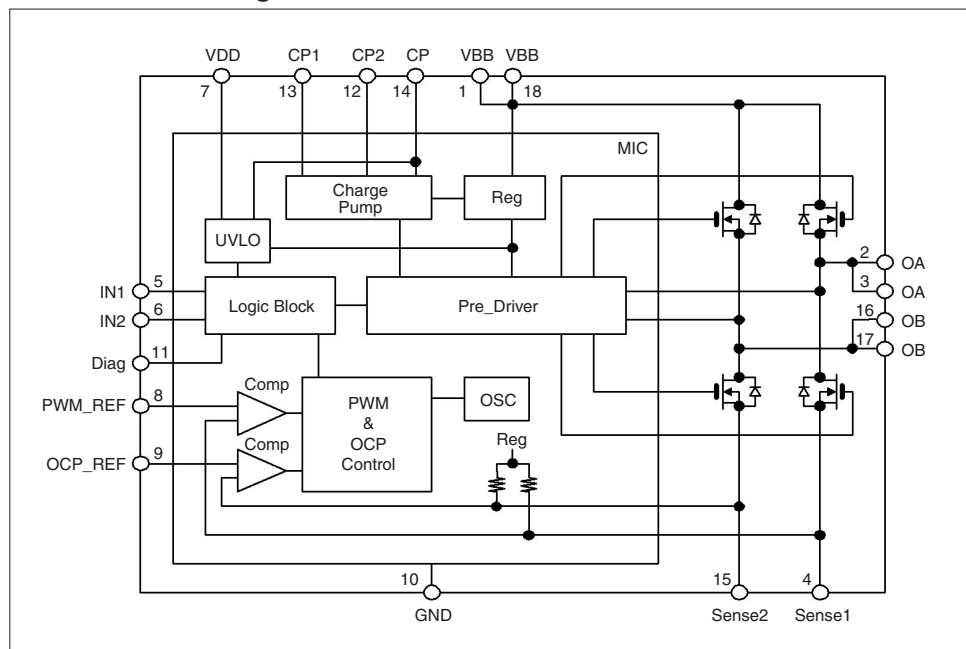 VDD CP1 CP2 CP VBB VBB
7 13 12 14 1 18
MIC
Charge
Pump
Reg
UVLO
2 OA
3 OA
16 OB
17 OB
IN1 5
IN2 6
Logic Block
Pre_Driver
Diag 11
PWM_REF 8
Comp
PWM
&
OCP
Control
OSC
OCP_REF 9
Comp
Reg
10 15 4
GND Sense2 Sense1